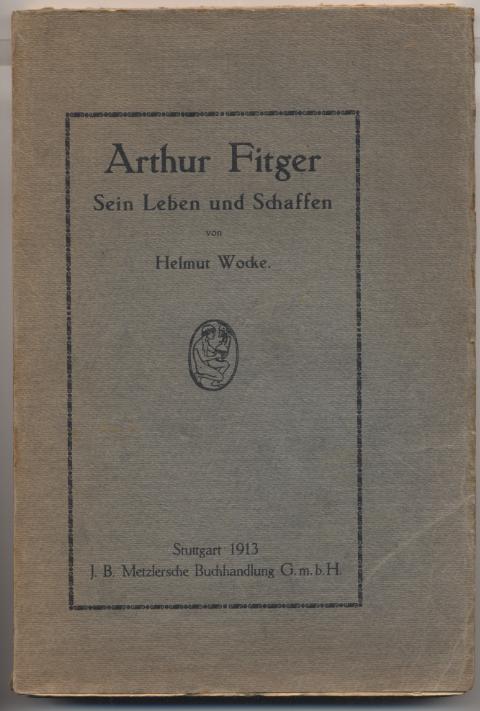 Arthur Fitger
Sein Leben und Schaffen
von
Helmut Wocke.
Stuttgart 1913
J. B. Metzlersche Buchhandlung G. m. b. H.